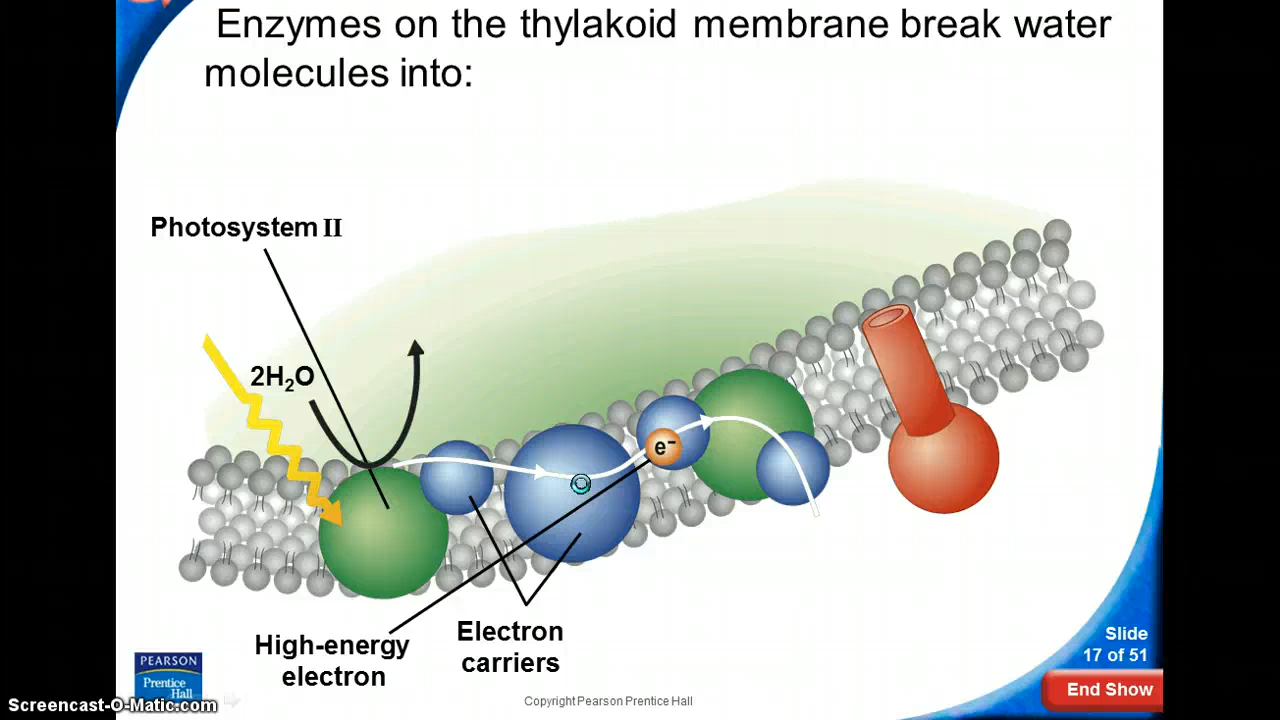 Enzymes on the thylakoid membrane break water
molecules into:
Photosystem II
2H₂O
e⁻
High-energy
electron
Electron
carriers
Slide
17 of 51
End Show
PEARSON
Prentice
Hall
Screencast-O-Matic.com
Copyright Pearson Prentice Hall